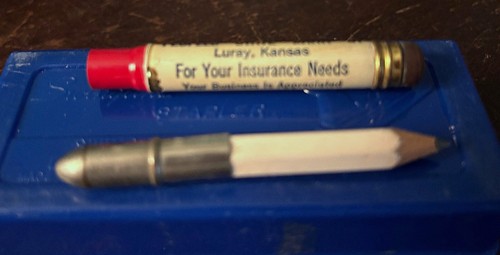 Luray, Kansas
For Your Insurance Needs
Your Business Is Appreciated